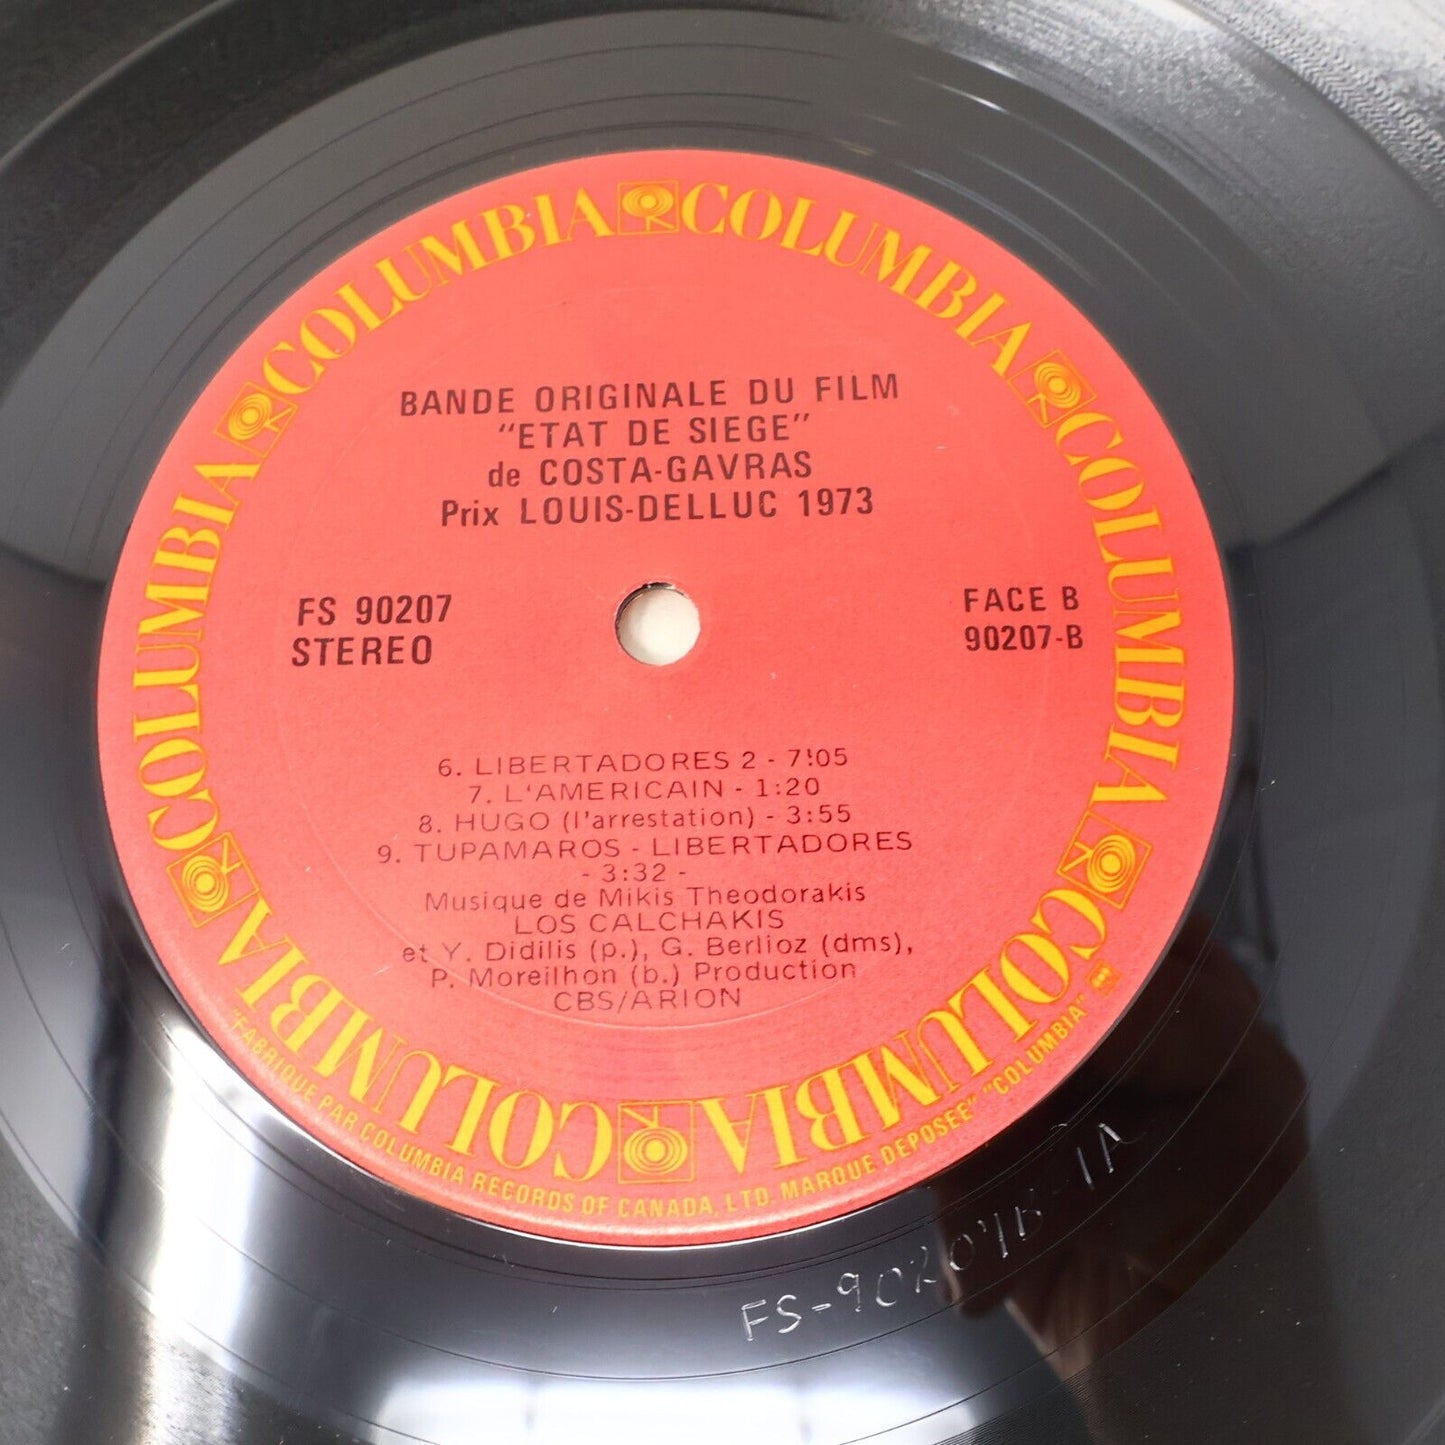 COLUMBIA COLUMBIA COLUMBIA COLUMBIA COLUMBIA COLUMBIA
BANDE ORIGINALE DU FILM
"ETAT DE SIEGE"
de COSTA-GAVRAS
Prix LOUIS-DELLUC 1973
FS 90207
STEREO
FACE B
90207-B
6. LIBERTADORES 2 - 7:05
7. L'AMERICAIN - 1:20
8. HUGO (l'arrestation) - 3:55
9. TUPAMAROS - LIBERTADORES
- 3:32 -
Musique de Mikis Theodorakis
LOS CALCHAKIS
et Y. Didilis (p.), G. Berlioz (dms),
P. Moreilhon (b.) Production
CBS/ARION
"FABRIQUE PAR COLUMBIA RECORDS OF CANADA, LTD. MARQUE DEPOSEE" "COLUMBIA"
FS-90207B-1A